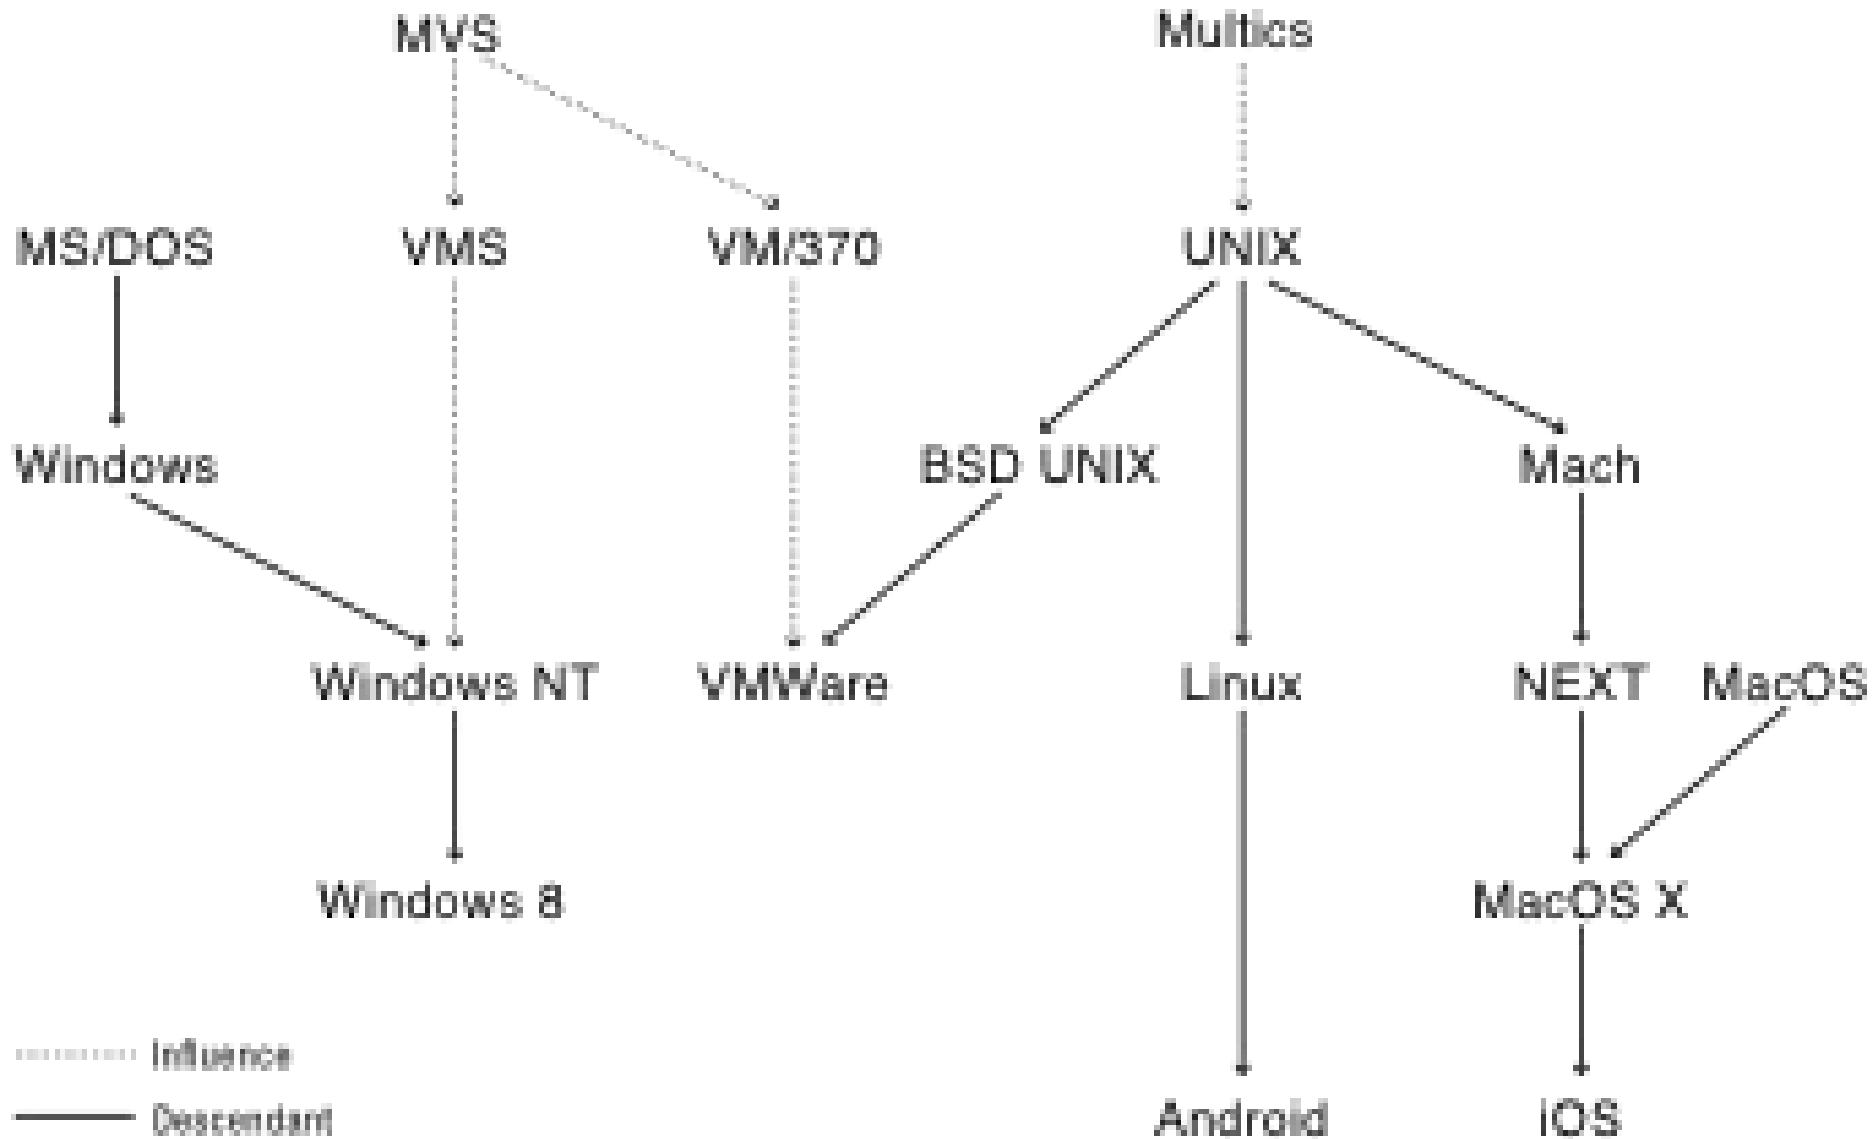 MVS Multics
MS/DOS VMS VM/370 UNIX
Windows BSD UNIX Mach
Windows NT VMWare Linux NEXT MacOS
Windows 8 MacOS X
Influence
Descendant Android iOS